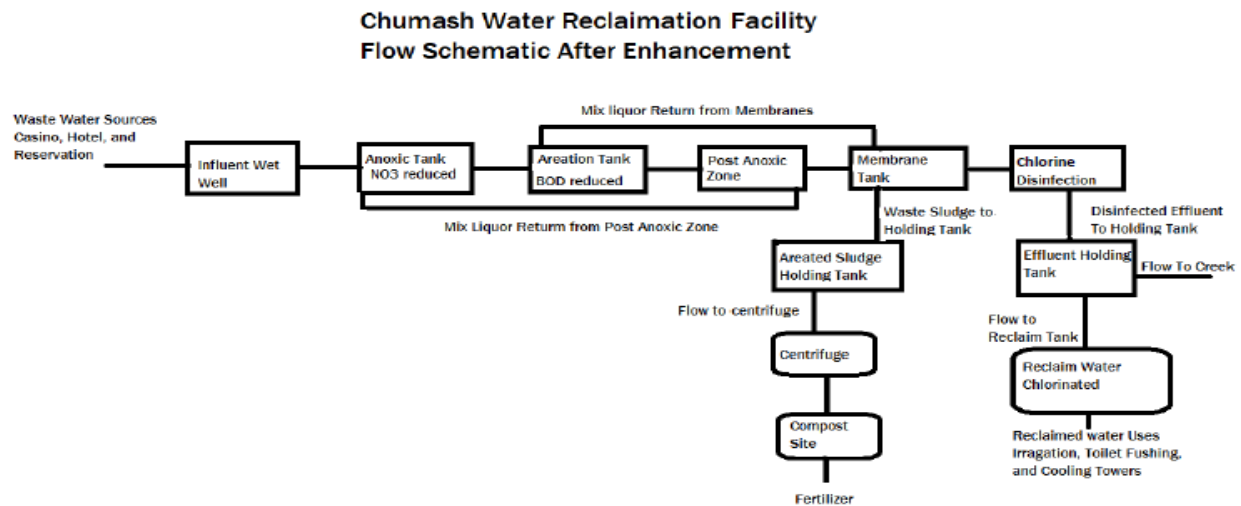 Chumash Water Reclaimation Facility
Flow Schematic After Enhancement
Mix liquor Return from Membranes
Waste Water Sources
Casino, Hotel, and
Reservation
Influent Wet
Well
Anoxic Tank
NO3 reduced
Areation Tank
BOD reduced
Post Anoxic
Zone
Membrane
Tank
Chlorine
Disinfection
Mix Liquor Returm from Post Anoxic Zone
Waste Sludge to
Holding Tank
Disinfected Effluent
To Holding Tank
Areated Sludge
Holding Tank
Effluent Holding
Tank
Flow To Creek
Flow to centrifuge
Flow to
Reclaim Tank
Centrifuge
Reclaim Water
Chlorinated
Compost
Site
Reclaimed water Uses
Irragation, Toilet Fushing,
and Cooling Towers
Fertilizer